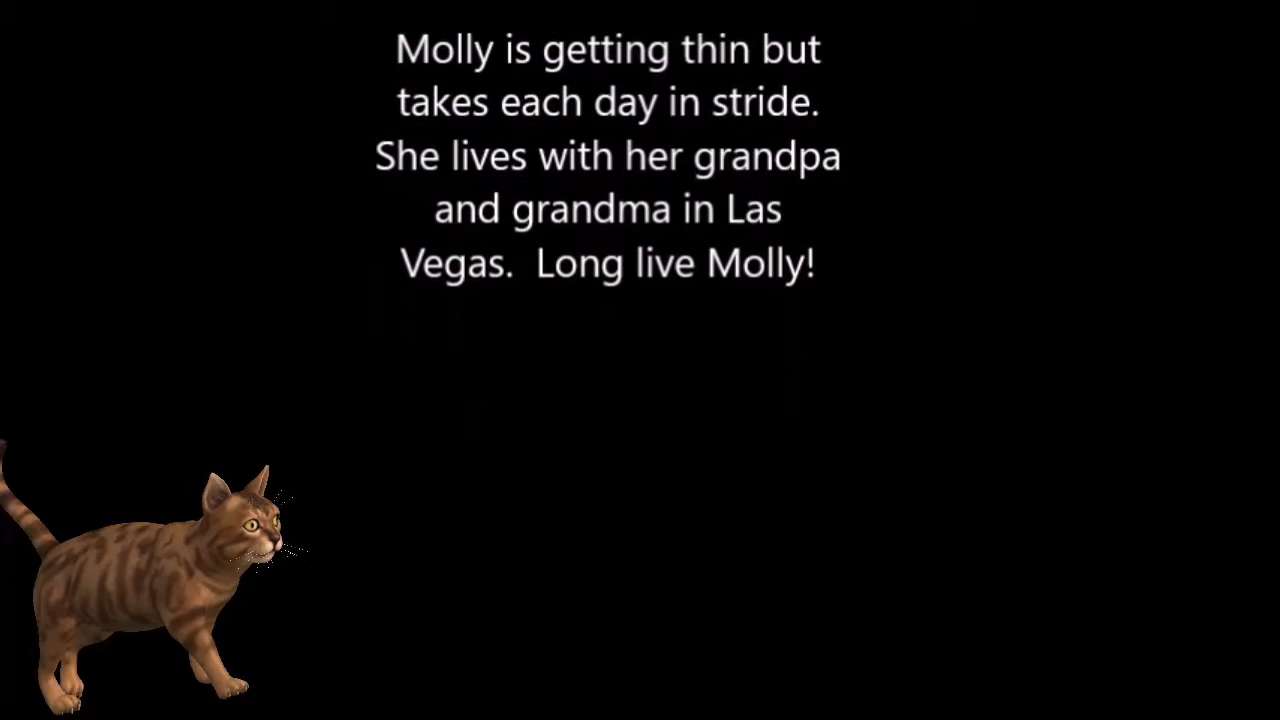 Molly is getting thin but
takes each day in stride.
She lives with her grandpa
and grandma in Las
Vegas.  Long live Molly!